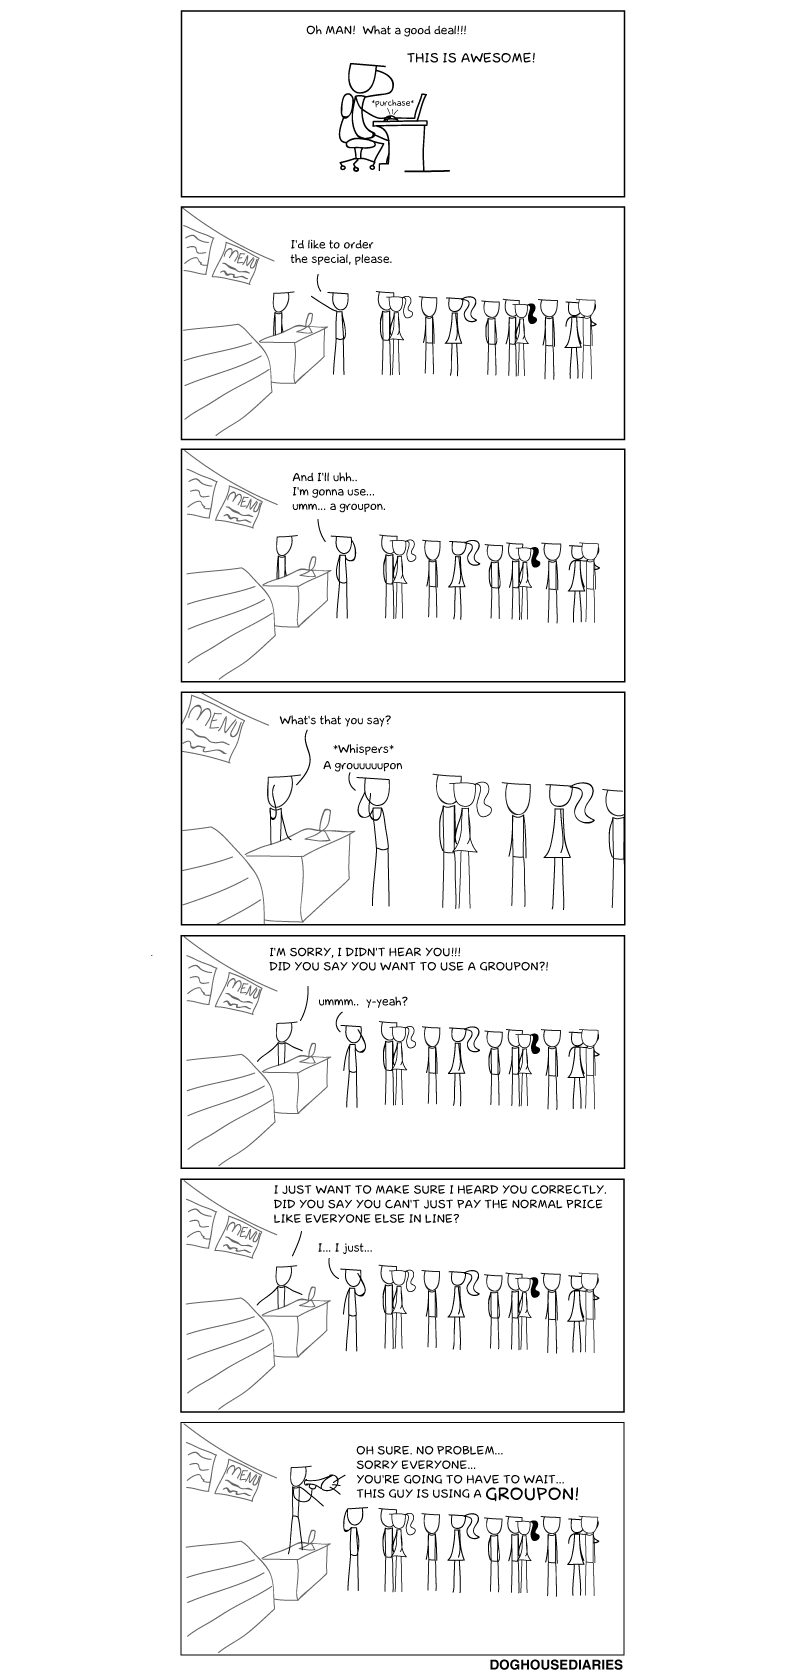 Oh MAN! What a good deal!!!
THIS IS AWESOME!
*purchase*
MENU
I'd like to order
the special, please.
MENU
And I'll uhh..
I'm gonna use...
umm... a groupon.
MENU
What's that you say?
*Whispers*
A grouuuuupon
MENU
I'M SORRY, I DIDN'T HEAR YOU!!!
DID YOU SAY YOU WANT TO USE A GROUPON?!
ummm.. y-yeah?
MENU
I JUST WANT TO MAKE SURE I HEARD YOU CORRECTLY.
DID YOU SAY YOU CAN'T JUST PAY THE NORMAL PRICE
LIKE EVERYONE ELSE IN LINE?
I... I just...
MENU
OH SURE. NO PROBLEM...
SORRY EVERYONE...
YOU'RE GOING TO HAVE TO WAIT...
THIS GUY IS USING A GROUPON!
MENU
DOGHOUSEDIARIES